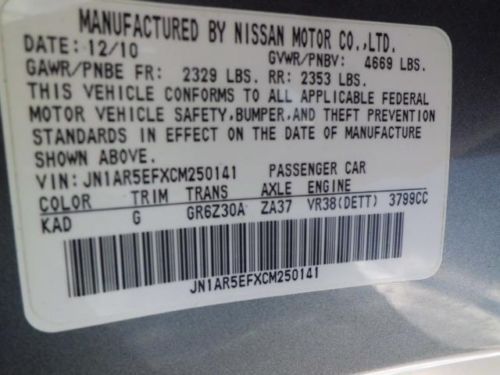 MANUFACTURED BY NISSAN MOTOR CO.,LTD.
DATE: 12/10 GVWR/PNBV: 4669 LBS.
GAWR/PNBE FR: 2329 LBS. RR: 2353 LBS.
THIS VEHICLE CONFORMS TO ALL APPLICABLE FEDERAL
MOTOR VEHICLE SAFETY,BUMPER,AND THEFT PREVENTION
STANDARDS IN EFFECT ON THE DATE OF MANUFACTURE
SHOWN ABOVE.
VIN: JN1AR5EFXCM250141 PASSENGER CAR
COLOR TRIM TRANS AXLE ENGINE
KAD G GR6Z30A ZA37 VR38(DETT) 3799CC
JN1AR5EFXCM250141